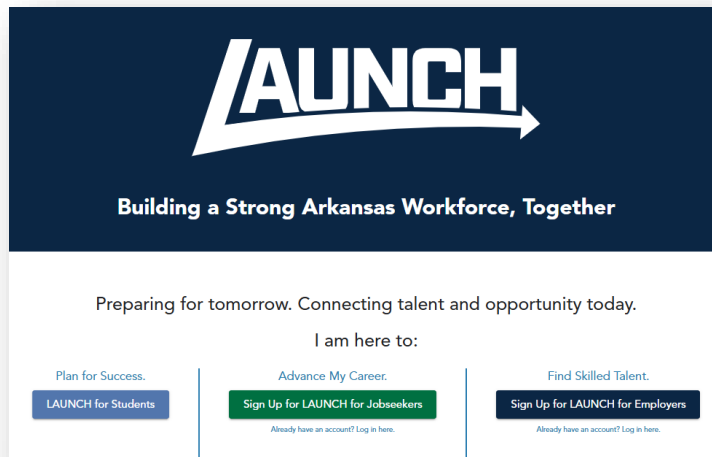 LAUNCH
Building a Strong Arkansas Workforce, Together
Preparing for tomorrow. Connecting talent and opportunity today.
I am here to:
Plan for Success.
LAUNCH for Students
Advance My Career.
Sign Up for LAUNCH for Jobseekers
Already have an account? Log in here.
Find Skilled Talent.
Sign Up for LAUNCH for Employers
Already have an account? Log in here.